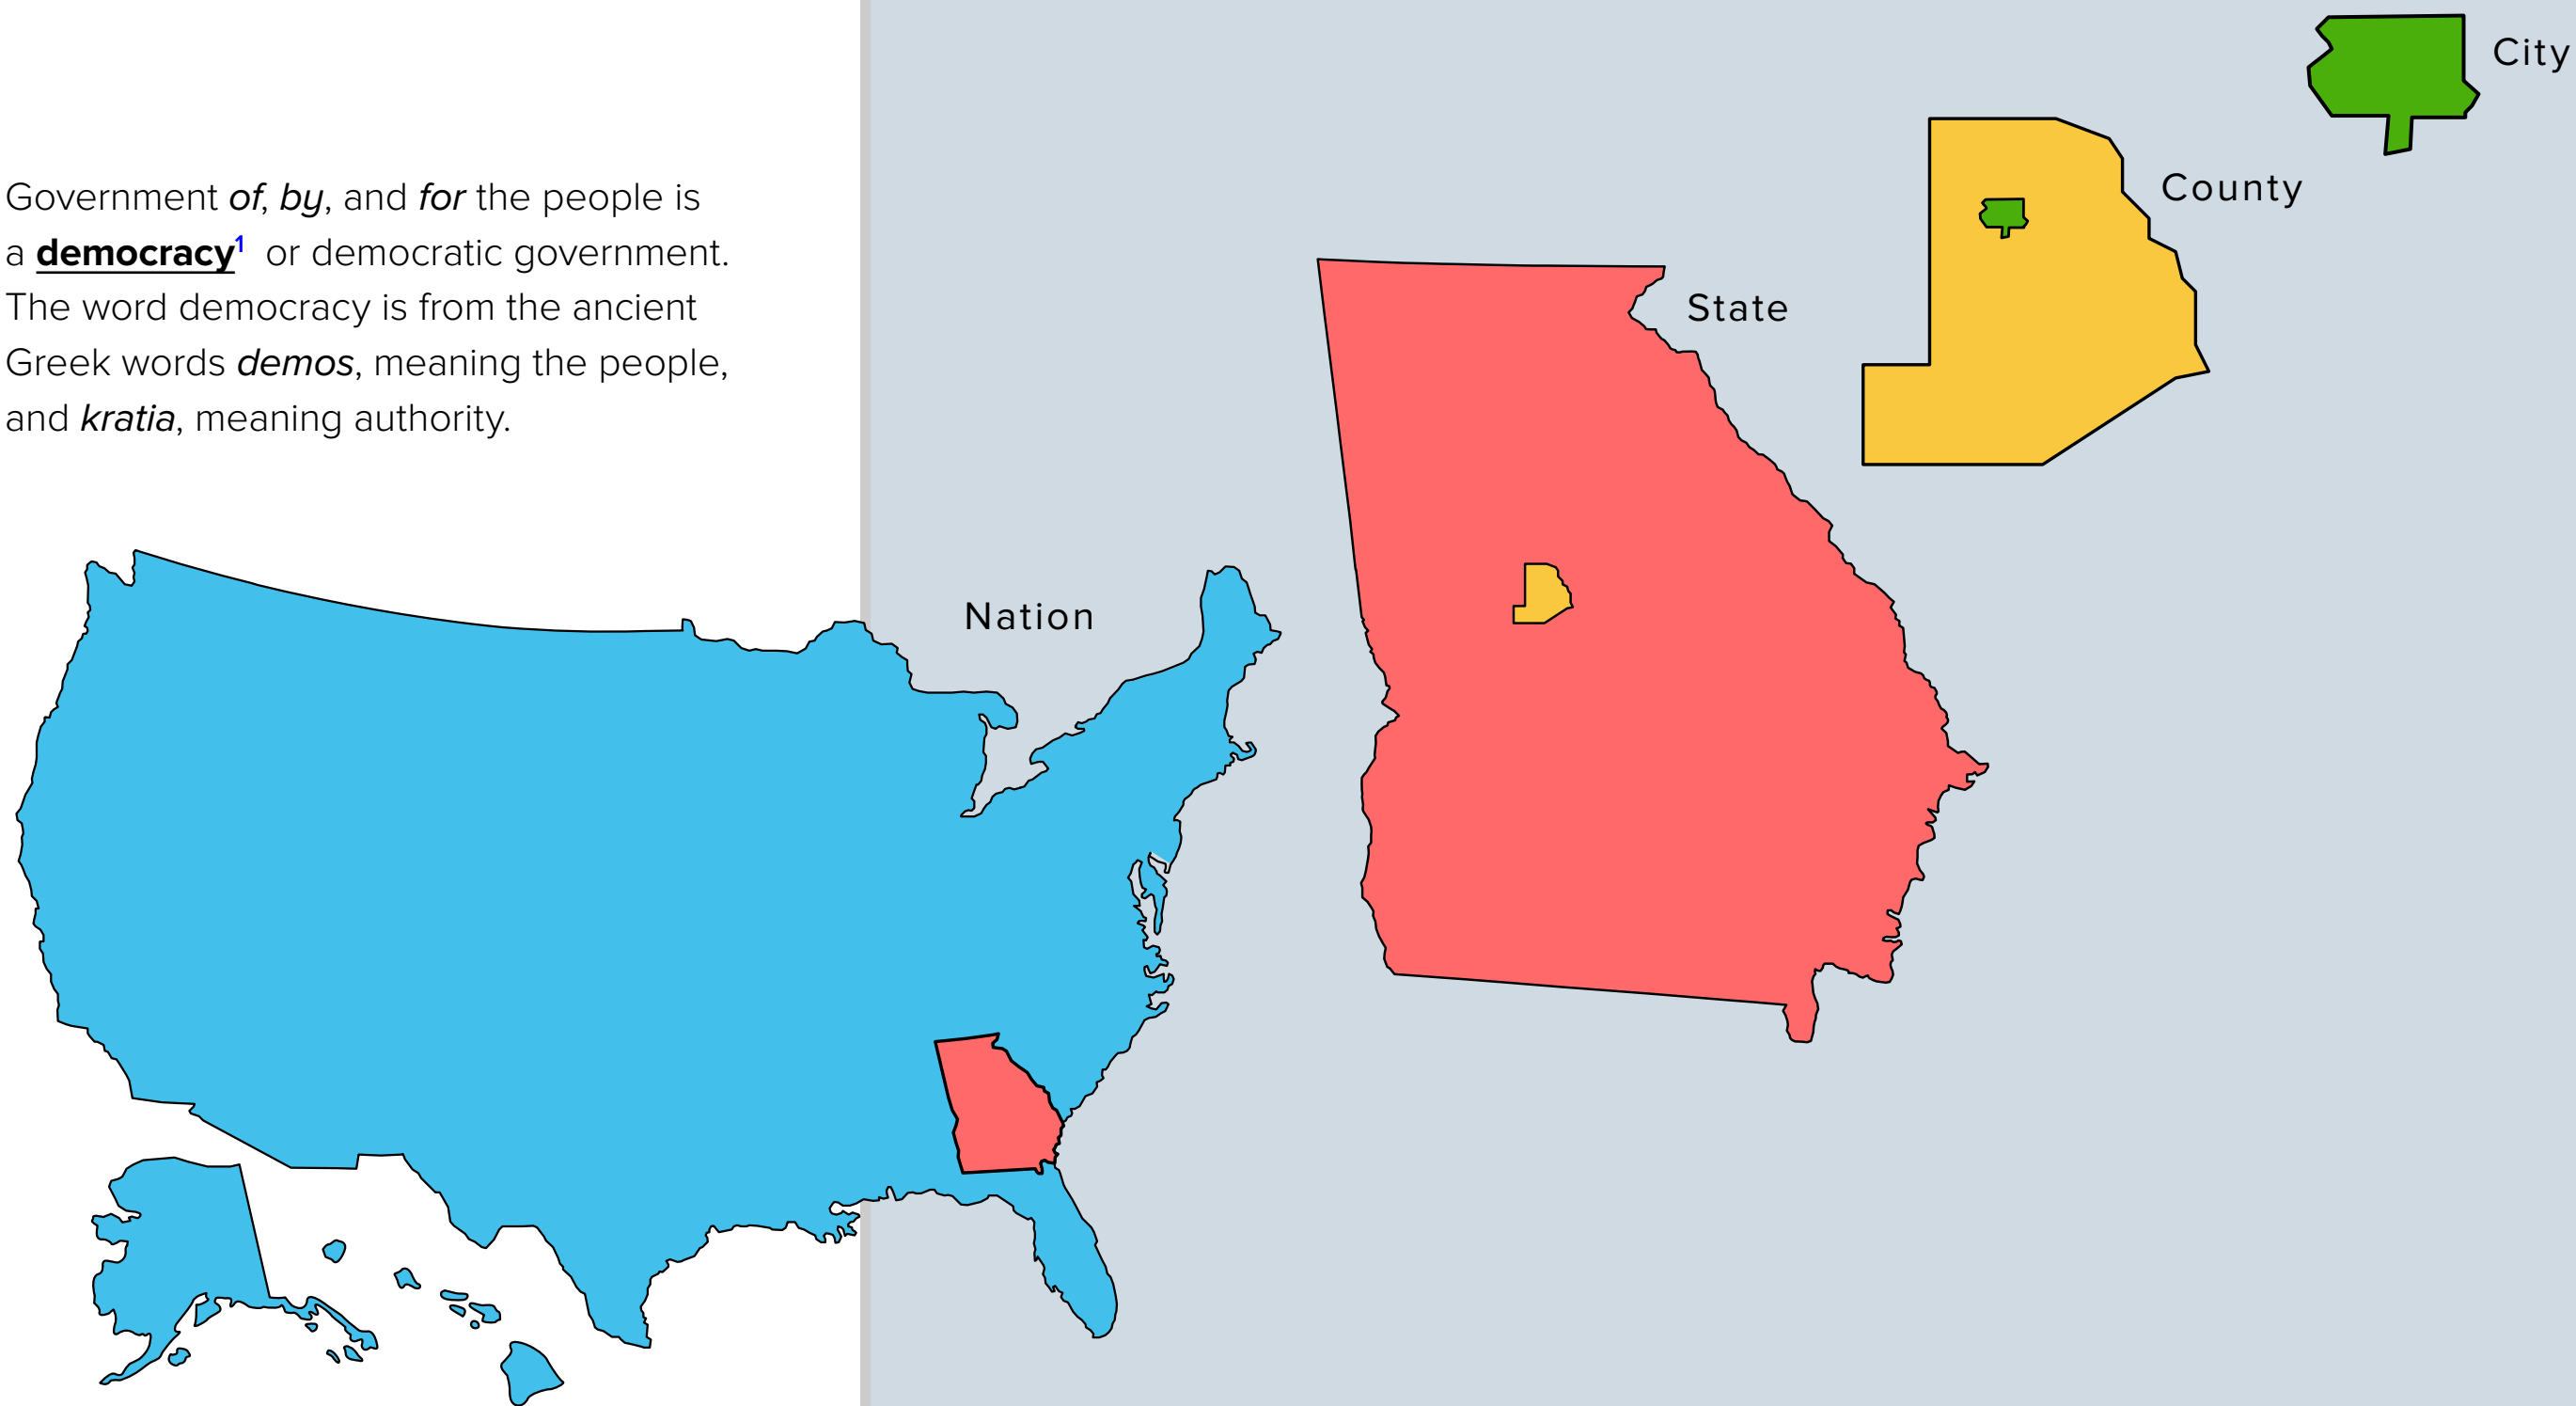 City
County
Government of, by, and for the people is
a democracy1 or democratic government.
The word democracy is from the ancient
Greek words demos, meaning the people,
and kratia, meaning authority.
State
Nation